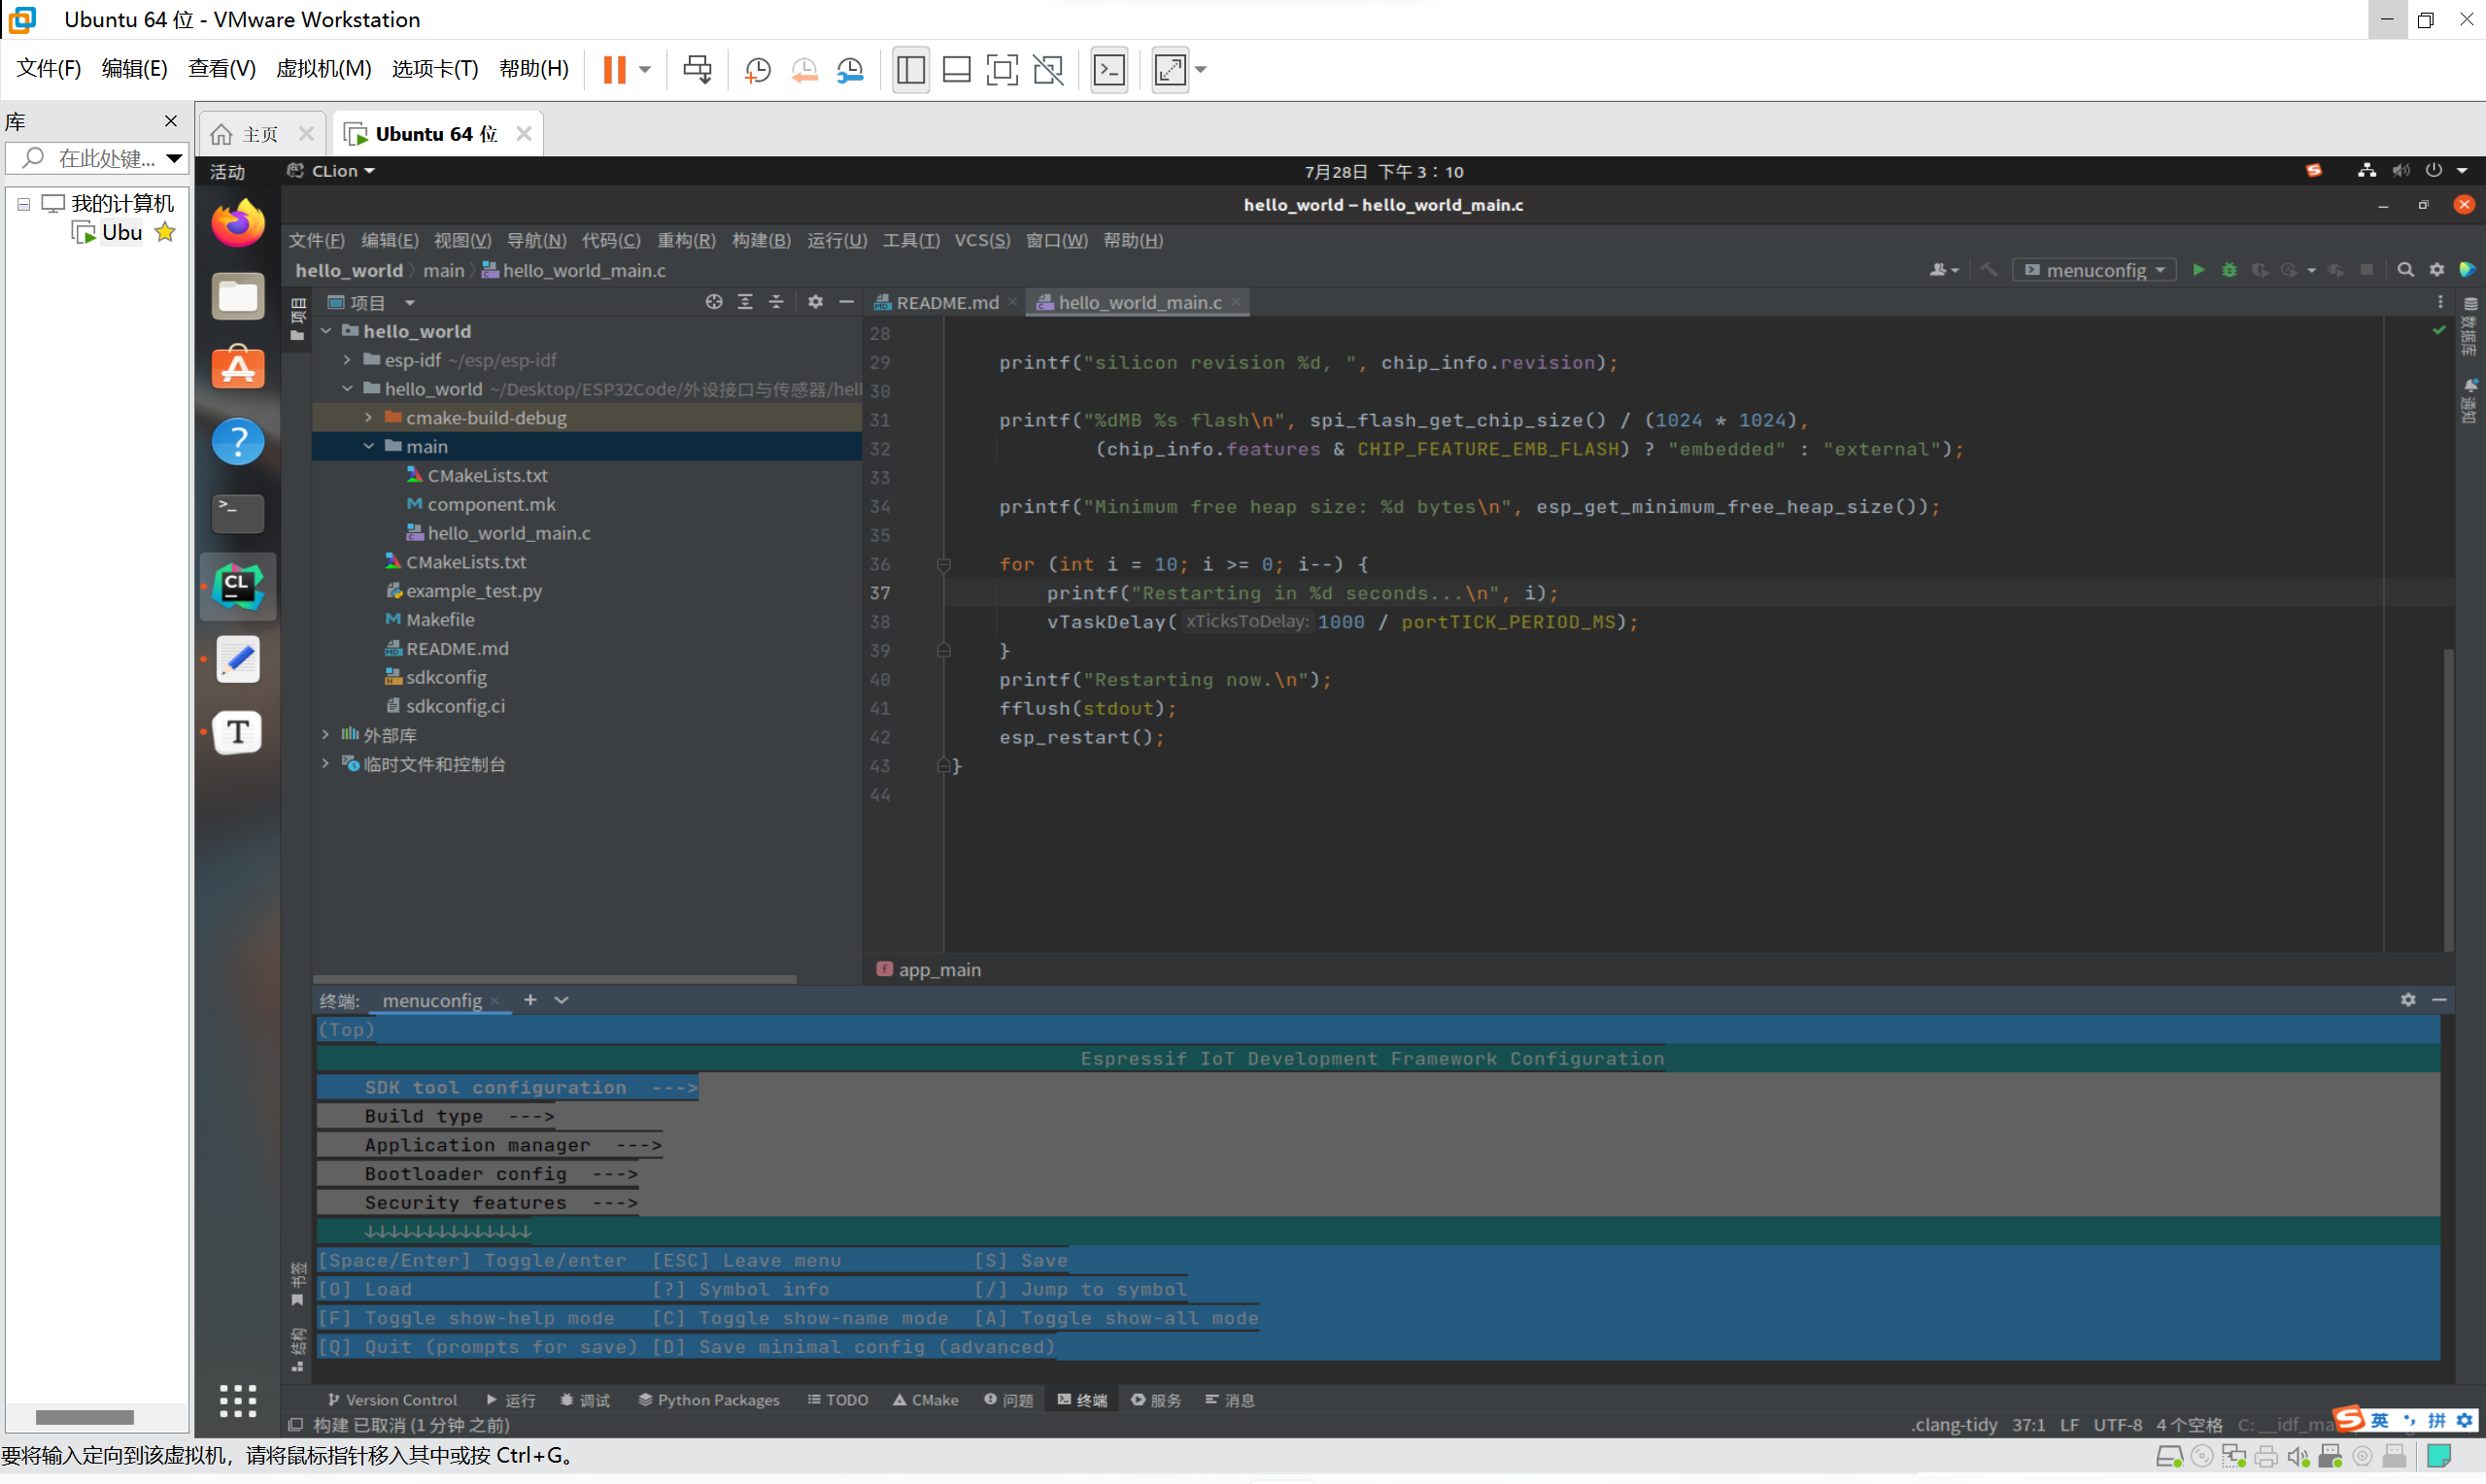 Ubuntu 64 位 - VMware Workstation
文件(F) 编辑(E) 查看(V) 虚拟机(M) 选项卡(T) 帮助(H)
库
在此处键...
我的计算机
Ubu
主页
Ubuntu 64 位
活动 CLion 7月28日 下午 3：10
hello_world – hello_world_main.c
文件(F) 编辑(E) 视图(V) 导航(N) 代码(C) 重构(R) 构建(B) 运行(U) 工具(T) VCS(S) 窗口(W) 帮助(H)
hello_world main hello_world_main.c menuconfig
项目
项目
hello_world
esp-idf ~/esp/esp-idf
hello_world ~/Desktop/ESP32Code/外设接口与传感器/hell
cmake-build-debug
main
CMakeLists.txt
component.mk
hello_world_main.c
CMakeLists.txt
example_test.py
Makefile
README.md
sdkconfig
sdkconfig.ci
外部库
临时文件和控制台
README.md hello_world_main.c
28
29 printf("silicon revision %d, ", chip_info.revision);
30
31 printf("%dMB %s flash\n", spi_flash_get_chip_size() / (1024 * 1024),
32 (chip_info.features & CHIP_FEATURE_EMB_FLASH) ? "embedded" : "external");
33
34 printf("Minimum free heap size: %d bytes\n", esp_get_minimum_free_heap_size());
35
36 for (int i = 10; i >= 0; i--) {
37 printf("Restarting in %d seconds...\n", i);
38 vTaskDelay( xTicksToDelay: 1000 / portTICK_PERIOD_MS);
39 }
40 printf("Restarting now.\n");
41 fflush(stdout);
42 esp_restart();
43 }
44
app_main
数据库
通知
终端: menuconfig
(Top)
Espressif IoT Development Framework Configuration
SDK tool configuration --->
Build type --->
Application manager --->
Bootloader config --->
Security features --->
↓↓↓↓↓↓↓↓↓↓↓↓↓↓
[Space/Enter] Toggle/enter [ESC] Leave menu [S] Save
[O] Load [?] Symbol info [/] Jump to symbol
[F] Toggle show-help mode [C] Toggle show-name mode [A] Toggle show-all mode
[Q] Quit (prompts for save) [D] Save minimal config (advanced)
书签
结构
Version Control 运行 调试 Python Packages TODO CMake 问题 终端 服务 消息
构建 已取消 (1 分钟 之前) .clang-tidy 37:1 LF UTF-8 4 个空格 C: __idf_ma
英 拼
要将输入定向到该虚拟机，请将鼠标指针移入其中或按 Ctrl+G。